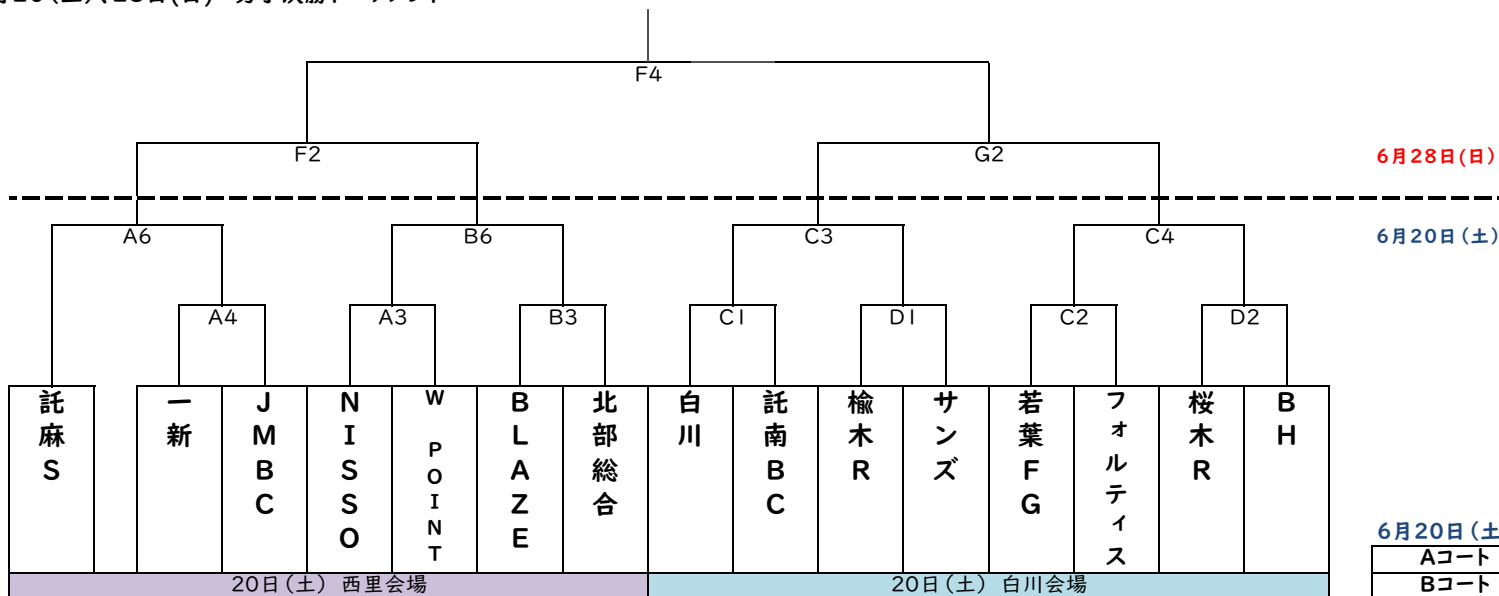 F4
F2
G2
6月28日(日)
A6
B6
C3
C4
6月20日(土)
A4
A3
B3
C1
D1
C2
D2
託麻S
一新
JMBC
NISSO
W POINT
BLAZE
北部総合
白川
託南BC
楡木R
サンズ
若葉FG
フォルティス
桜木R
BH
6月20日(土
Aコート
20日(土) 西里会場
20日(土) 白川会場
Bコート